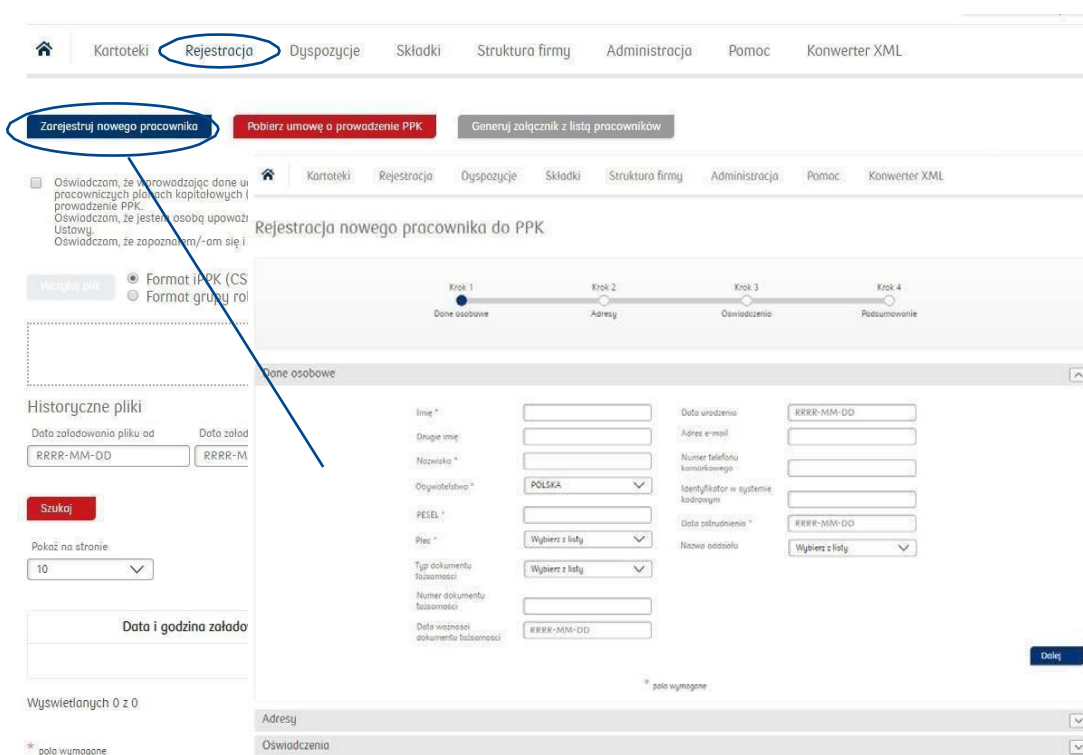 Kartoteki Rejestracja Dyspozycje Składki Struktura firmy Administracja Pomoc Konwerter XML
Zarejestruj nowego pracownika Pobierz umowę o prowadzenie PPK Generuj załącznik z listą pracowników
Oświadczam, że wprowadzając dane
pracowniczych planach kapitałowych (
prowadzenie PPK.
Oświadczam, że jestem osobą
Ustawy.
Oświadczam, że zapoznałem/-am się i
Wczytaj plik
Format iPPK (CS
Format grupy
Historyczne pliki
Data załadowania pliku od Data załad
RRRR-MM-DD RRRR-M
Szukaj
Pokaż na stronie
10
Data i godzina załado
Wyswietlanych 0 z 0
* pola wymagane
Kartoteki Rejestracja Dyspozycje Składki Struktura firmy Administracja Pomoc Konwerter XML
Rejestracja nowego pracownika do PPK
Krok 1 Krok 2 Krok 3 Krok 4
Dane osobowe Adresy Oświadczenia Podsumowanie
Dane osobowe
Imię *
Drugie imię
Nazwisko *
Obywatelstwo * POLSKA
PESEL *
Płeć * Wybierz z listy
Typ dokumentu
tożsamości
Wybierz z listy
Numer dokumentu
tożsamości
Data ważności
dokumentu tożsamości
RRRR-MM-DD
Data urodzenia RRRR-MM-DD
Adres e-mail
Numer telefonu
komórkowego
Identyfikator w systemie
kadrowym
Data zatrudnienia * RRRR-MM-DD
Nazwa oddziału Wybierz z listy
Dalej
* pola wymagane
Adresy
Oświadczenia